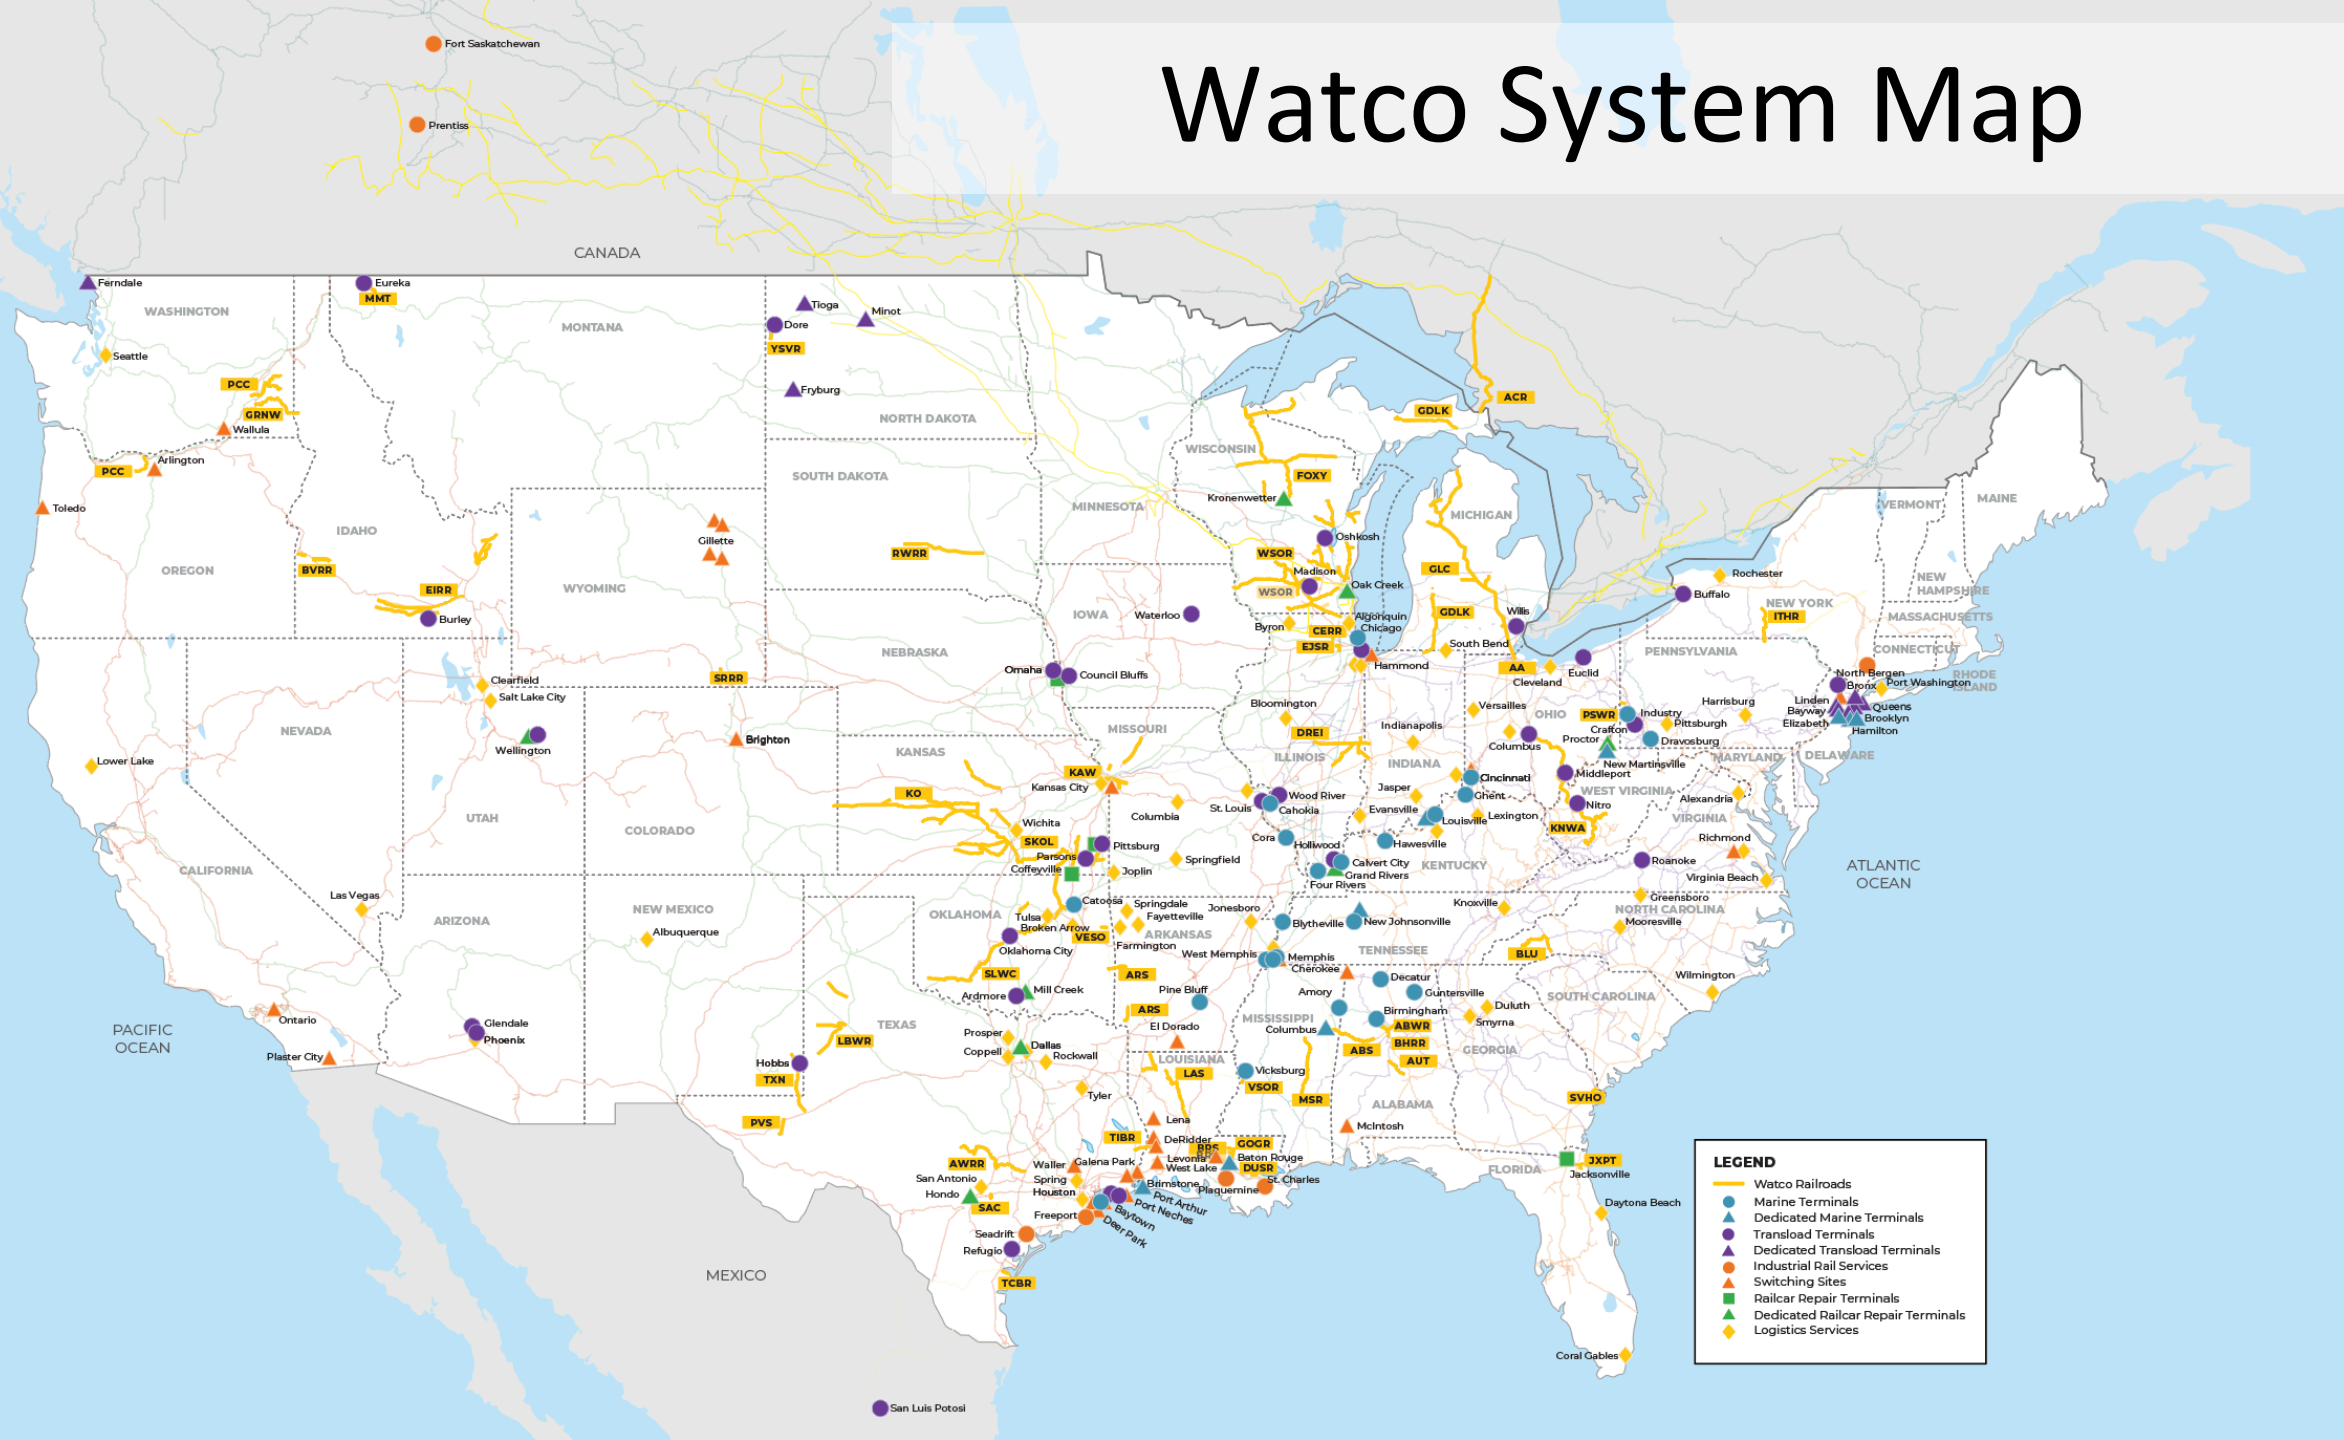 Watco System Map
Fort Saskatchewan
Prentiss
CANADA
Ferndale
Eureka
MMT
WASHINGTON
MONTANA
Tioga
Minot
Dore
YSVR
Seattle
Fryburg
PCC
GRNW
Wallula
NORTH DAKOTA
ACR
GDLK
WISCONSIN
PCC
Arlington
SOUTH DAKOTA
FOXY
Kronenwetter
MINNESOTA
MICHIGAN
VERMONT
MAINE
Toledo
IDAHO
Gillette
RWRR
Oshkosh
WSOR
OREGON
BVRR
EIRR
WYOMING
Madison
GLC
Oak Creek
WSOR
Rochester
NEW
HAMPSHIRE
Buffalo
NEW YORK
ITHR
MASSACHUSETTS
Burley
IOWA
Waterloo
Algonquin
Byron
CERR
Chicago
GDLK
Willis
EJSR
South Bend
CONNECTICUT
PENNSYLVANIA
NEBRASKA
Omaha
Council Bluffs
Hammond
AA
Cleveland
Euclid
North Bergen
RHODE
ISLAND
Bronx
Port Washington
SRRR
Clearfield
Salt Lake City
Bloomington
Versailles
OHIO
PSWR
Industry
Harrisburg
Linden
Bayway
Queens
Elizabeth
Brooklyn
Hamilton
Crafton
Pittsburgh
Proctor
Dravosburg
NEVADA
MISSOURI
DREI
Indianapolis
Columbus
Wellington
Brighton
KANSAS
ILLINOIS
INDIANA
New Martinsville
MARYLAND
DELAWARE
Lower Lake
KAW
Kansas City
Cincinnati
Middleport
KO
Jasper
Ghent
WEST VIRGINIA
Alexandria
Wood River
St. Louis
Cahokia
Evansville
Nitro
Columbia
Louisville
Lexington
UTAH
COLORADO
Wichita
KNWA
VIRGINIA
SKOL
Cora
Holliwood
Hawesville
Richmond
Parsons
Pittsburg
Springfield
Calvert City
KENTUCKY
Roanoke
ATLANTIC
OCEAN
CALIFORNIA
Coffeyville
Joplin
Grand Rivers
Four Rivers
Virginia Beach
Las Vegas
Catoosa
Springdale
Jonesboro
Knoxville
Greensboro
NEW MEXICO
ARIZONA
OKLAHOMA
Tulsa
Fayetteville
NORTH CAROLINA
Blytheville
New Johnsonville
Mooresville
Albuquerque
Broken Arrow
VESO
ARKANSAS
Farmington
Oklahoma City
West Memphis
Memphis
TENNESSEE
BLU
SLWC
ARS
Cherokee
Decatur
Wilmington
Ardmore
Mill Creek
Pine Bluff
Amory
Guntersville
SOUTH CAROLINA
ARS
Duluth
Birmingham
PACIFIC
OCEAN
Ontario
Glendale
Phoenix
TEXAS
Prosper
El Dorado
MISSISSIPPI
Columbus
ABWR
Smyrna
LBWR
Coppell
Dallas
Rockwall
ABS
BHRR
Plaster City
Hobbs
TXN
LOUISIANA
LAS
Vicksburg
VSOR
AUT
GEORGIA
Tyler
MSR
ALABAMA
SVHO
PVS
Lena
McIntosh
TIBR
DeRidder
GOGR
AWRR
Waller
Galena Park
Levonia
Baton Rouge
San Antonio
Spring
West Lake
DUSR
FLORIDA
JXPT
Jacksonville
Hondo
Houston
Brimstone
Plaquemine
St. Charles
SAC
Port Arthur
Port Neches
Freeport
Baytown
Deer Park
Daytona Beach
Seadrift
Refugio
TCBR
MEXICO
Coral Gables
San Luis Potosi
LEGEND
Watco Railroads
Marine Terminals
Dedicated Marine Terminals
Transload Terminals
Dedicated Transload Terminals
Industrial Rail Services
Switching Sites
Railcar Repair Terminals
Dedicated Railcar Repair Terminals
Logistics Services